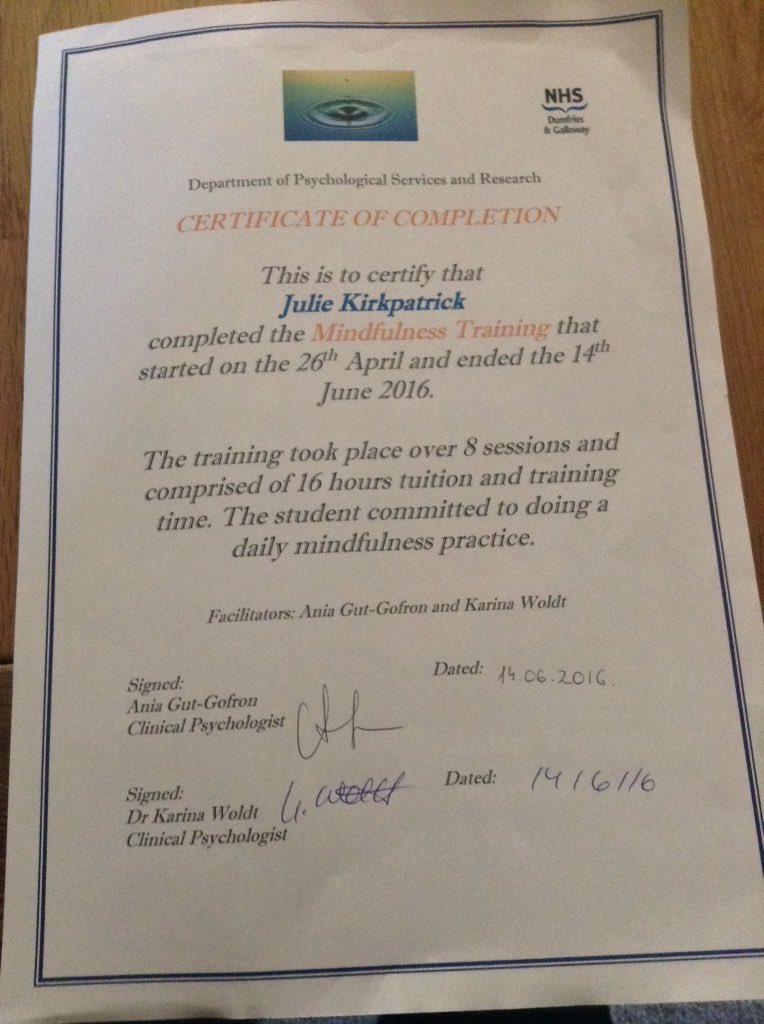 NHS
Dumfries
& Galloway
Department of Psychological Services and Research
CERTIFICATE OF COMPLETION
This is to certify that
Julie Kirkpatrick
completed the Mindfulness Training that
started on the 26th April and ended the 14th
June 2016.
The training took place over 8 sessions and
comprised of 16 hours tuition and training
time. The student committed to doing a
daily mindfulness practice.
Facilitators: Ania Gut-Gofron and Karina Woldt
Signed:
Ania Gut-Gofron
Clinical Psychologist
Dated: 14.06.2016.
Signed:
Dr Karina Woldt
Clinical Psychologist
K. Woldt
Dated: 14/6/16